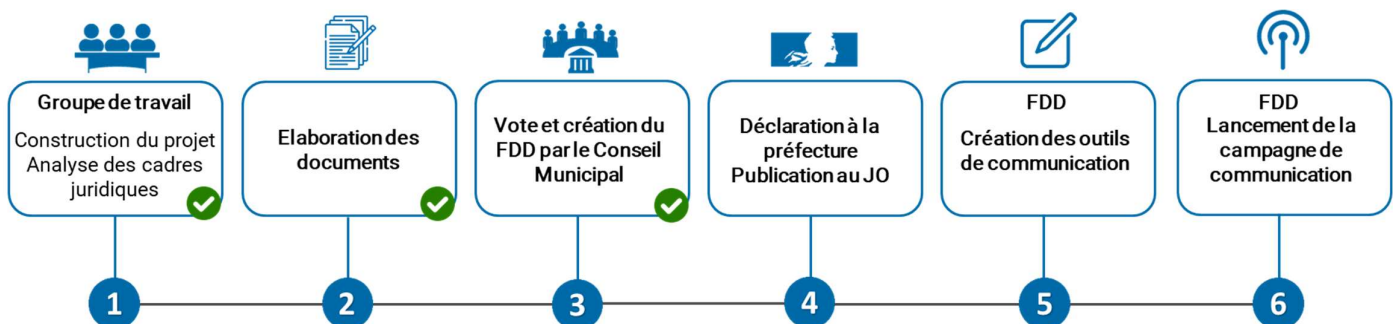 Groupe de travail
Construction du projet
Analyse des cadres
juridiques
Elaboration des
documents
Vote et création du
FDD par le Conseil
Municipal
Déclaration à la
préfecture
Publication au JO
FDD
Création des outils
de communication
FDD
Lancement de la
campagne de
communication
1
2
3
4
5
6